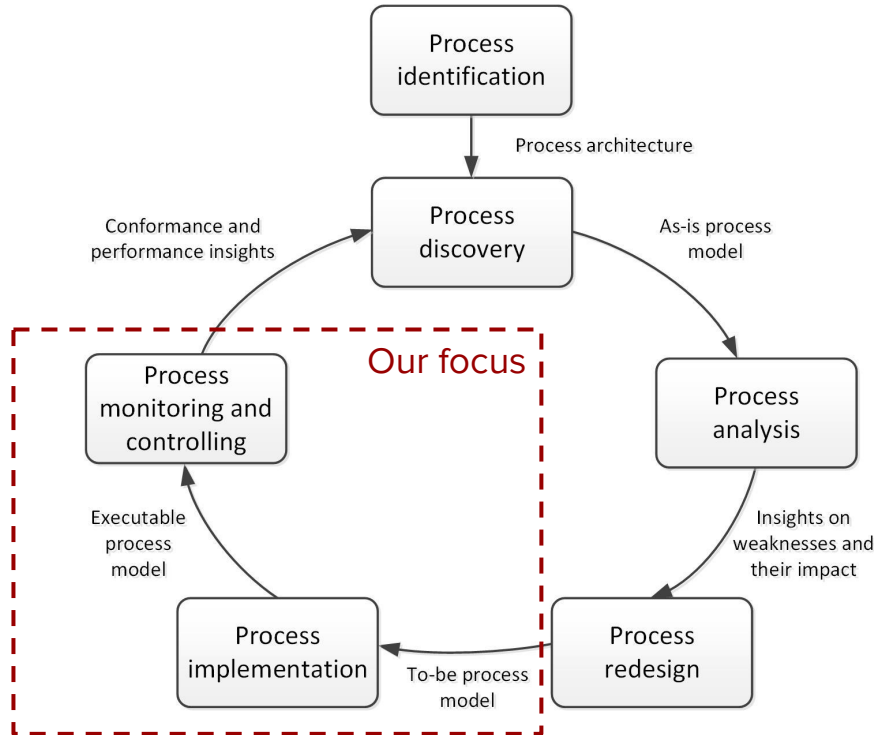 Process
identification
Process architecture
Process
discovery
Conformance and
performance insights
As-is process
model
Our focus
Process
monitoring and
controlling
Process
analysis
Executable
process
model
Insights on
weaknesses and
their impact
Process
implementation
To-be process
model
Process
redesign